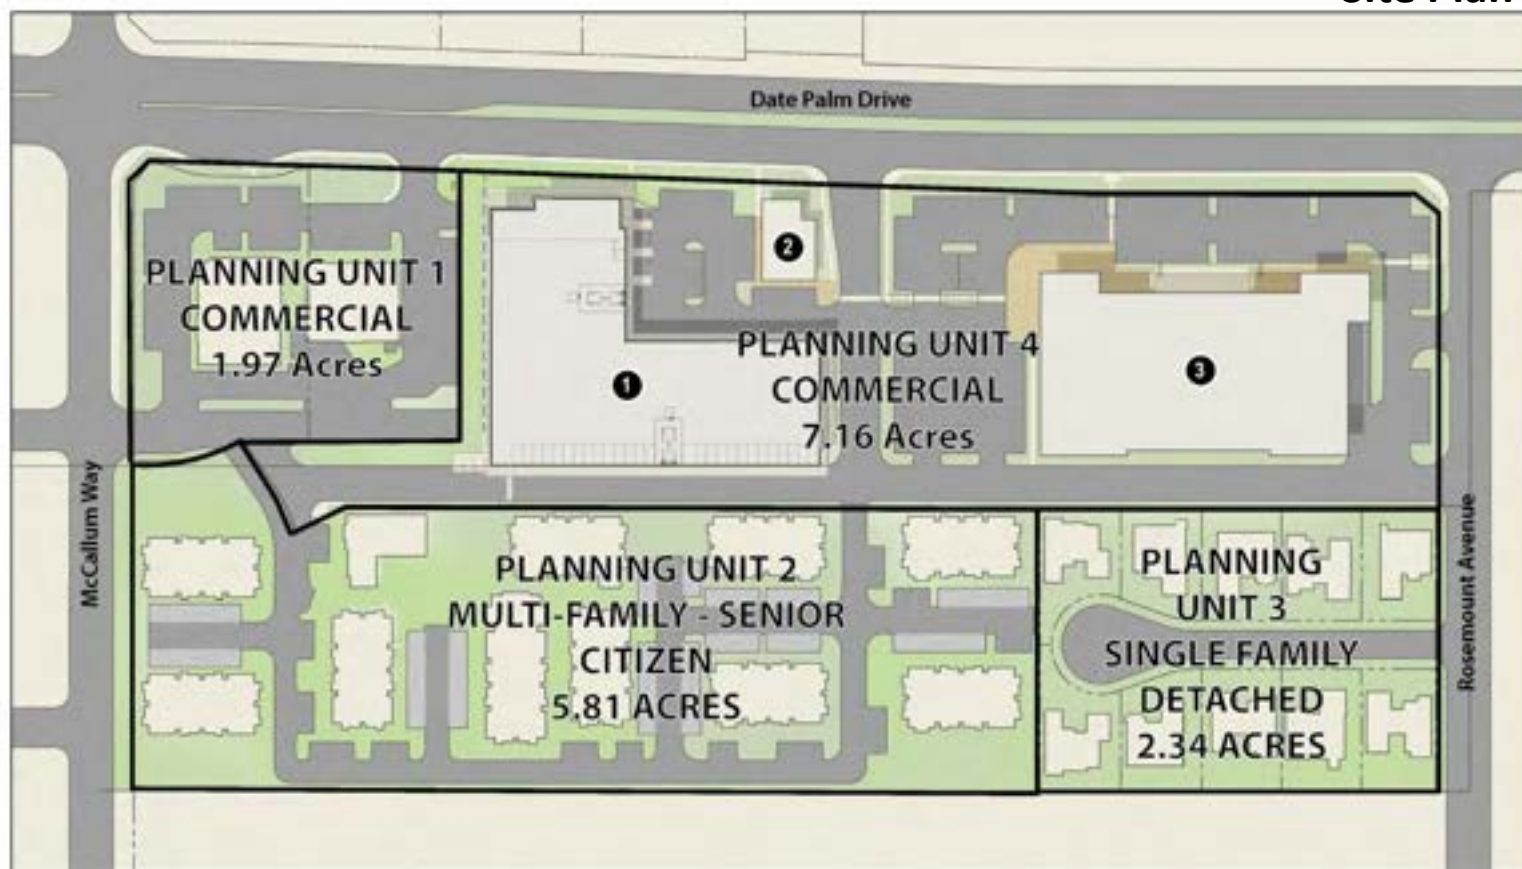 Site Plan
Date Palm Drive
PLANNING UNIT 1
COMMERCIAL
1.97 Acres
2
1
3
PLANNING UNIT 4
COMMERCIAL
7.16 Acres
McCallum Way
Rosemount Avenue
PLANNING UNIT 2
MULTI-FAMILY - SENIOR
CITIZEN
5.81 ACRES
PLANNING
UNIT 3
SINGLE FAMILY
DETACHED
2.34 ACRES